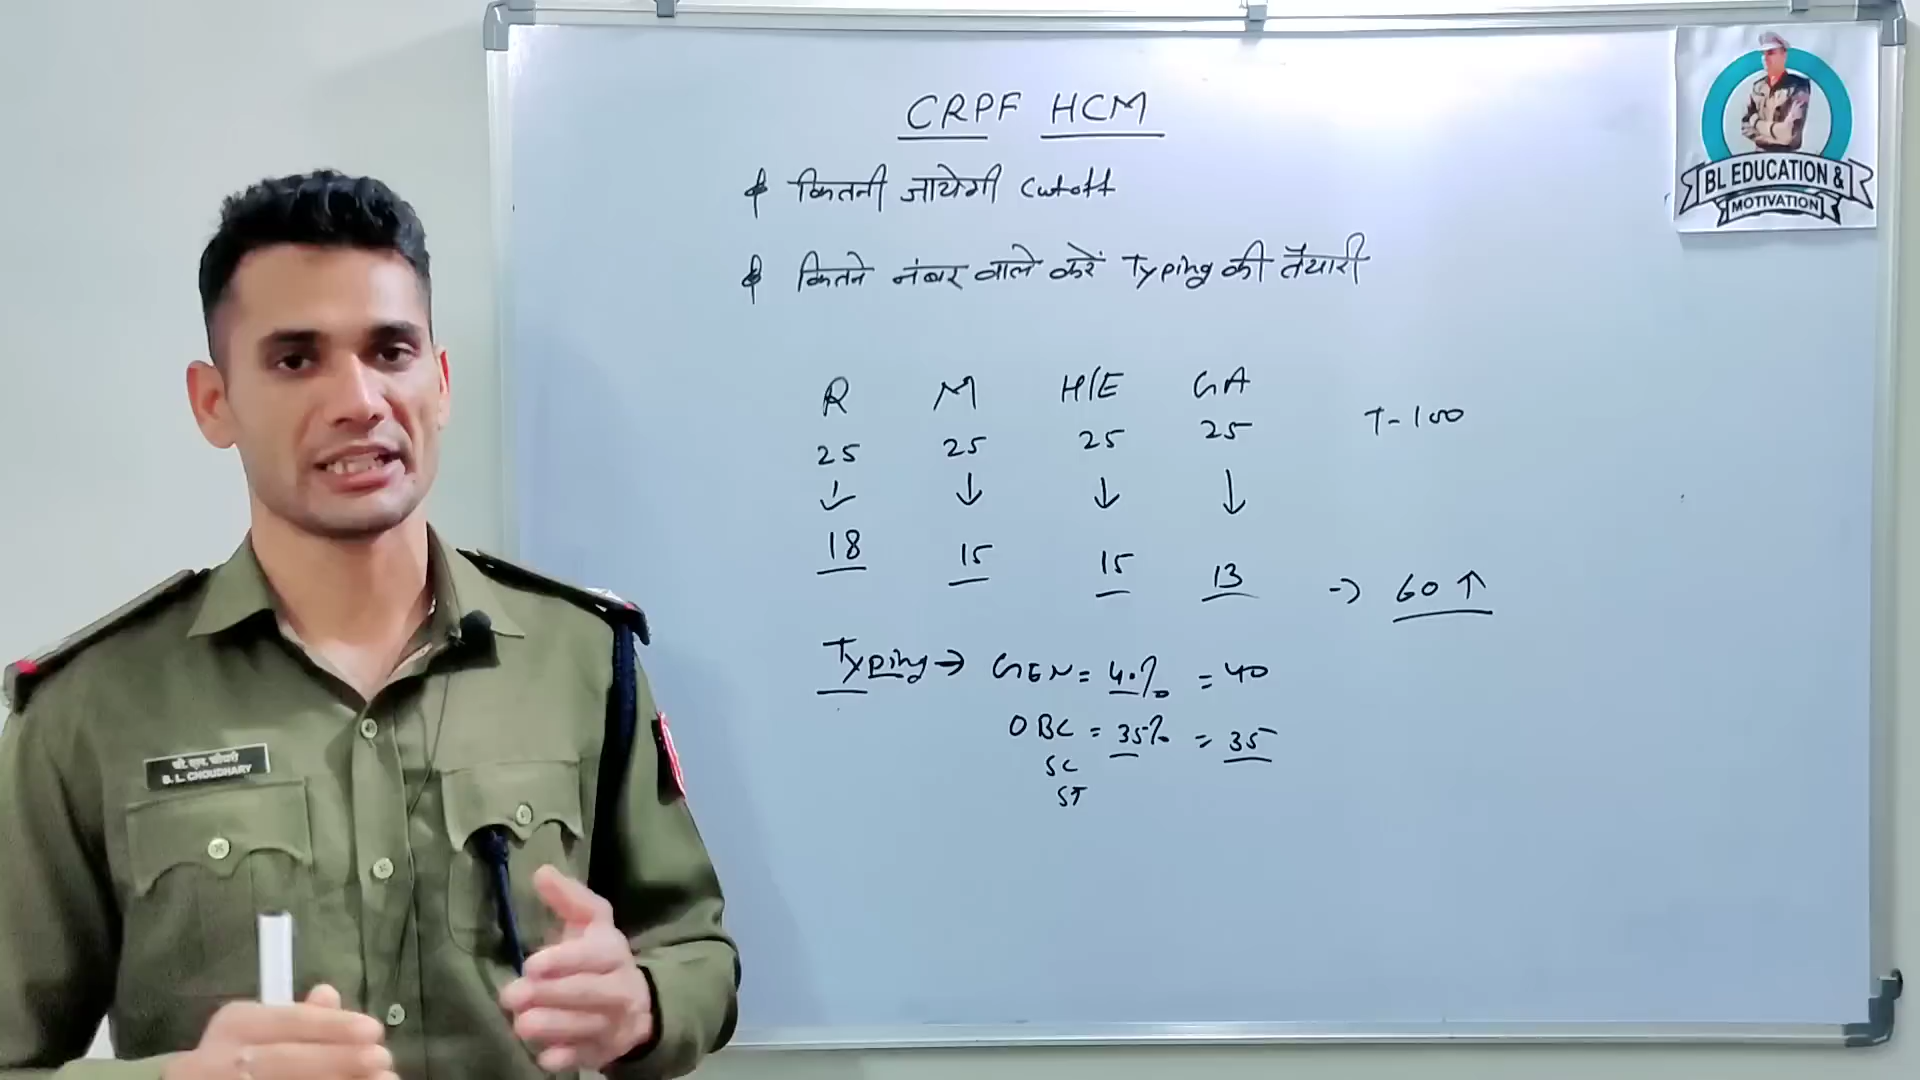 CRPF HCM
कितनी जायेगी Cutoff
कितने नंबर वाले करें Typing की तैयारी
R M H/E GA
25 25 25 25 T-100
18 15 15 13 → 60↑
Typing → GEN = 40% = 40
OBC = 35% = 35
SC
ST
BL EDUCATION &
MOTIVATION
बी.एल. चौधरी
B. L. CHOUDHARY